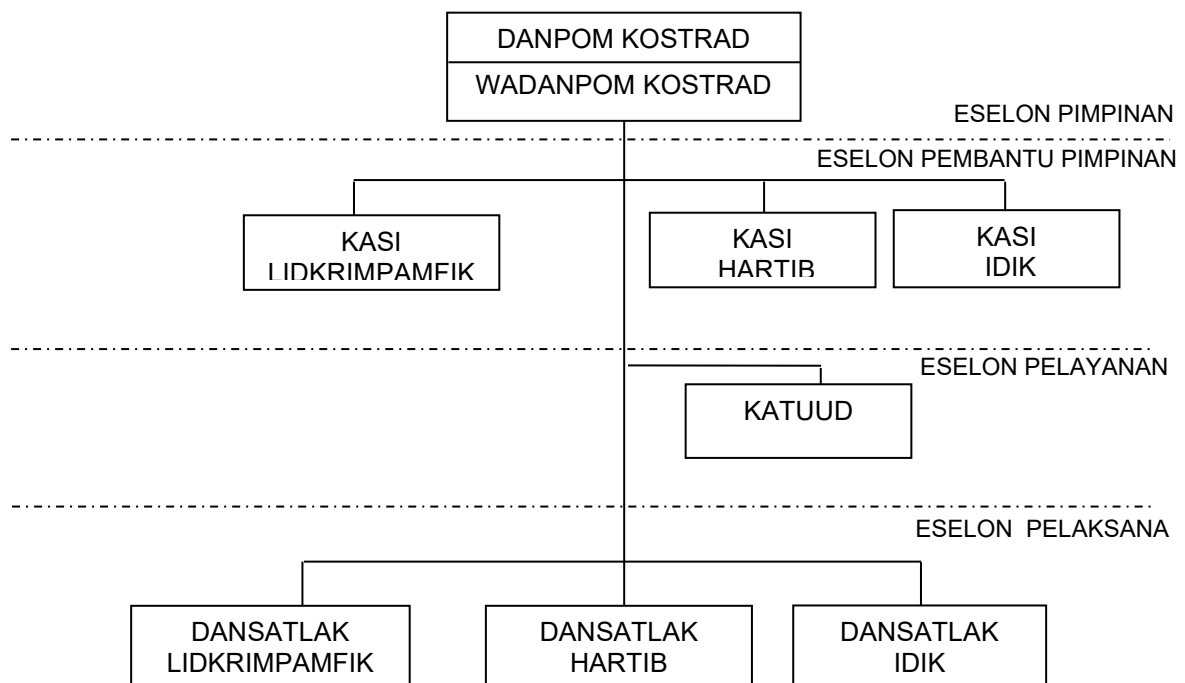 DANPOM KOSTRAD
WADANPOM KOSTRAD
ESELON PIMPINAN
ESELON PEMBANTU PIMPINAN
KASI
LIDKRIMPAMFIK
KASI
HARTIB
KASI
IDIK
ESELON PELAYANAN
KATUUD
ESELON PELAKSANA
DANSATLAK
LIDKRIMPAMFIK
DANSATLAK
HARTIB
DANSATLAK
IDIK